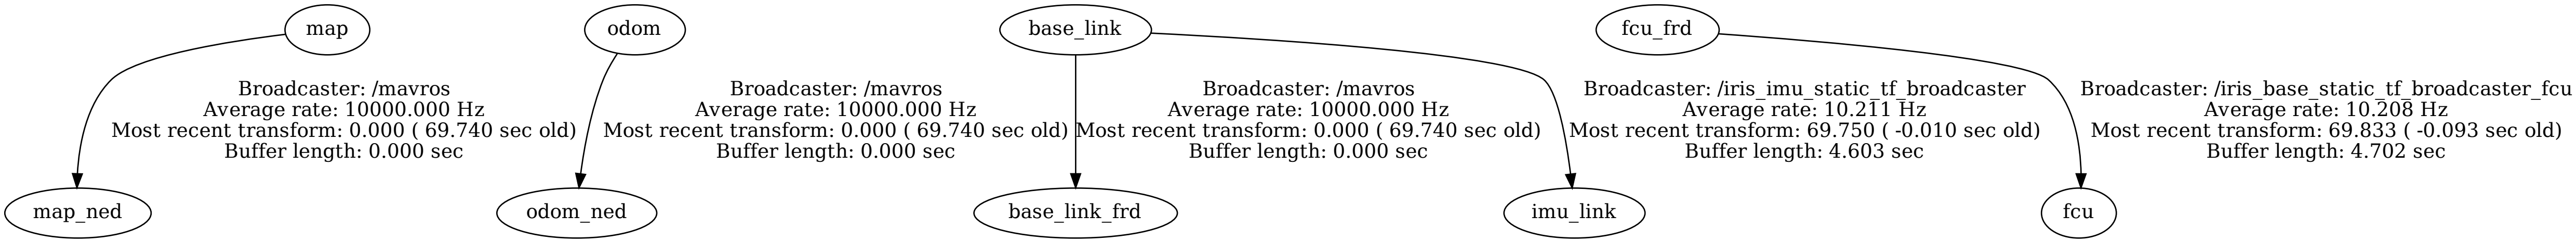 map
odom
base_link
fcu_frd
Broadcaster: /mavros
Average rate: 10000.000 Hz
Most recent transform: 0.000 ( 69.740 sec old)
Buffer length: 0.000 sec
Broadcaster: /mavros
Average rate: 10000.000 Hz
Most recent transform: 0.000 ( 69.740 sec old)
Buffer length: 0.000 sec
Broadcaster: /mavros
Average rate: 10000.000 Hz
Most recent transform: 0.000 ( 69.740 sec old)
Buffer length: 0.000 sec
Broadcaster: /iris_imu_static_tf_broadcaster
Average rate: 10.211 Hz
Most recent transform: 69.750 ( -0.010 sec old)
Buffer length: 4.603 sec
Broadcaster: /iris_base_static_tf_broadcaster_fcu
Average rate: 10.208 Hz
Most recent transform: 69.833 ( -0.093 sec old)
Buffer length: 4.702 sec
map_ned
odom_ned
base_link_frd
imu_link
fcu